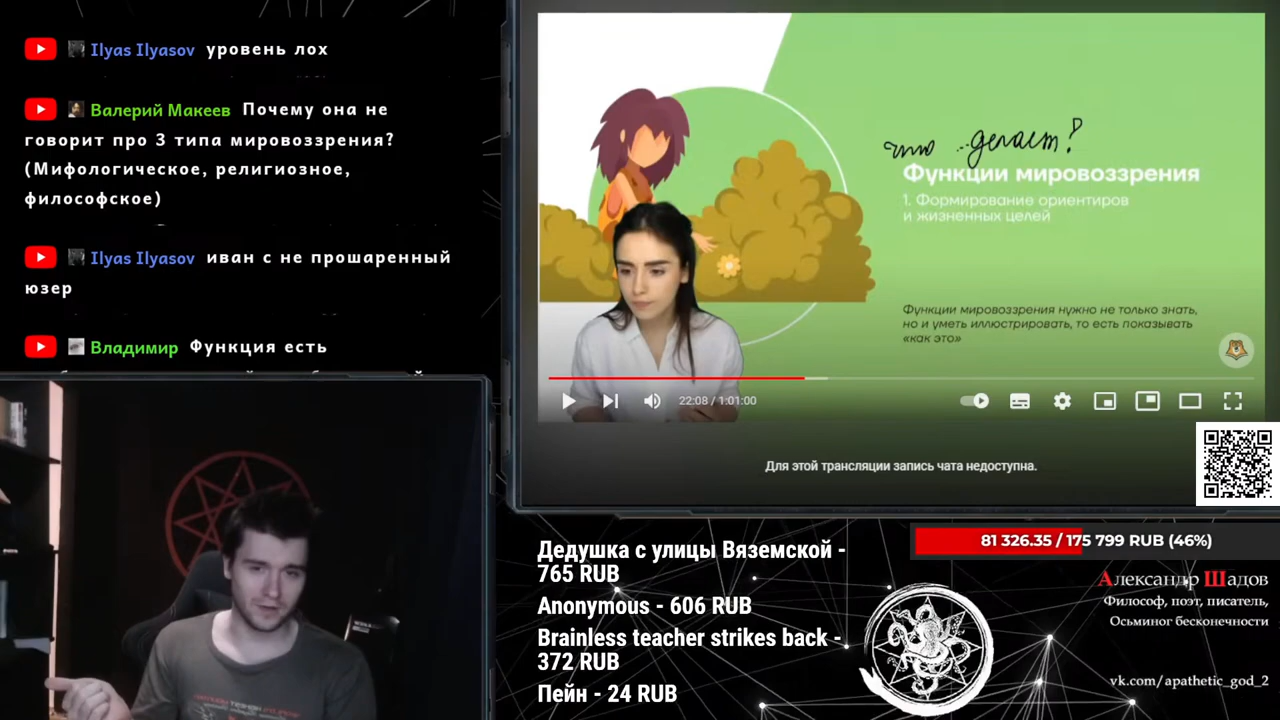 Ilyas Ilyasov уровень лох
Валерий Макеев Почему она не
говорит про 3 типа мировоззрения?
(Мифологическое, религиозное,
философское)
Ilyas Ilyasov иван с не прошаренный
юзер
Владимир Функция есть
что делает?
Функции мировоззрения
1. Формирование ориентиров
и жизненных целей
Функции мировоззрения нужно не только знать,
но и уметь иллюстрировать, то есть показывать
«как это»
22:08 / 1:01:00
Для этой трансляции запись чата недоступна.
81 326.35 / 175 799 RUB (46%)
Дедушка с улицы Вяземской -
765 RUB
Anonymous - 606 RUB
Brainless teacher strikes back -
372 RUB
Пейн - 24 RUB
Александр Шадов
Философ, поэт, писатель,
Осьминог бесконечности
vk.com/apathetic_god_2